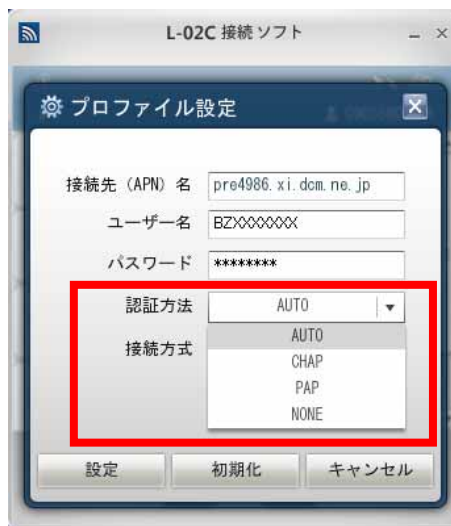 L-02C 接続ソフト
プロファイル設定
接続先（APN）名 pre4986.xi.dcm.ne.jp
ユーザー名 BZXXXXXXX
パスワード ********
認証方法 AUTO
接続方式
AUTO
CHAP
PAP
NONE
設定 初期化 キャンセル